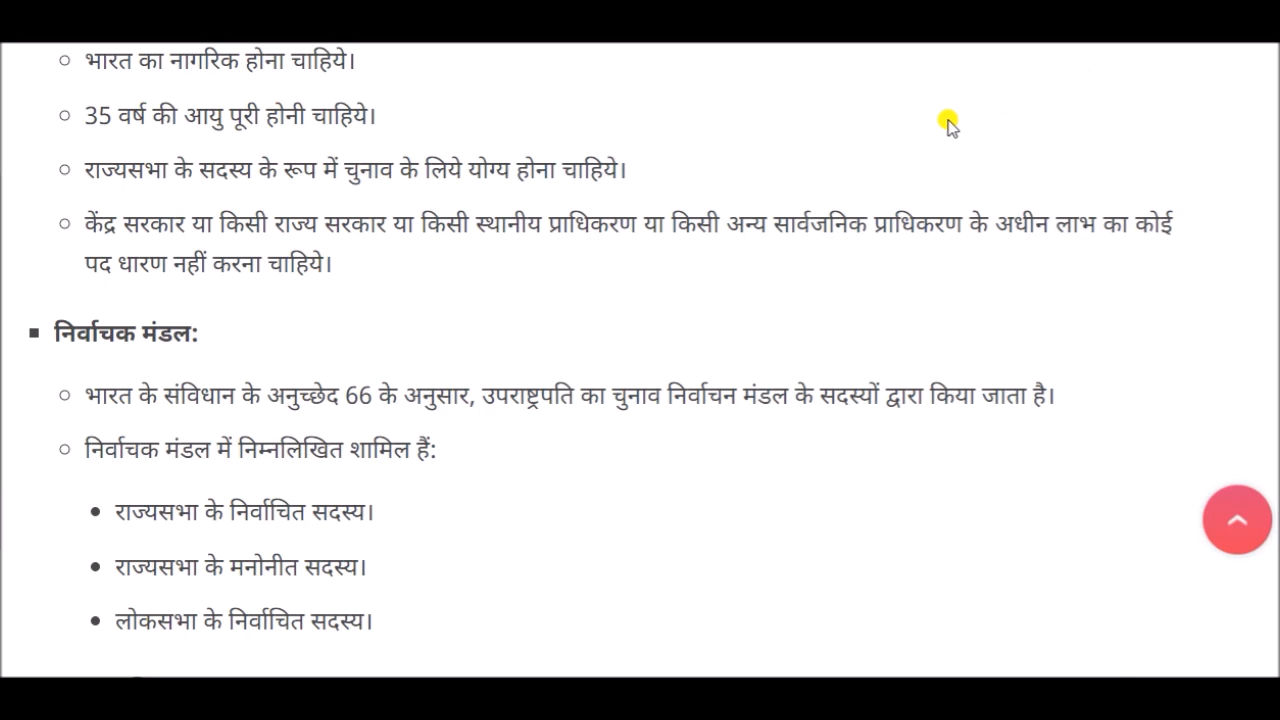 भारत का नागरिक होना चाहिये।
35 वर्ष की आयु पूरी होनी चाहिये।
राज्यसभा के सदस्य के रूप में चुनाव के लिये योग्य होना चाहिये।
केंद्र सरकार या किसी राज्य सरकार या किसी स्थानीय प्राधिकरण या किसी अन्य सार्वजनिक प्राधिकरण के अधीन लाभ का कोई
पद धारण नहीं करना चाहिये।
निर्वाचक मंडल:
भारत के संविधान के अनुच्छेद 66 के अनुसार, उपराष्ट्रपति का चुनाव निर्वाचन मंडल के सदस्यों द्वारा किया जाता है।
निर्वाचक मंडल में निम्नलिखित शामिल हैं:
राज्यसभा के निर्वाचित सदस्य।
राज्यसभा के मनोनीत सदस्य।
लोकसभा के निर्वाचित सदस्य।